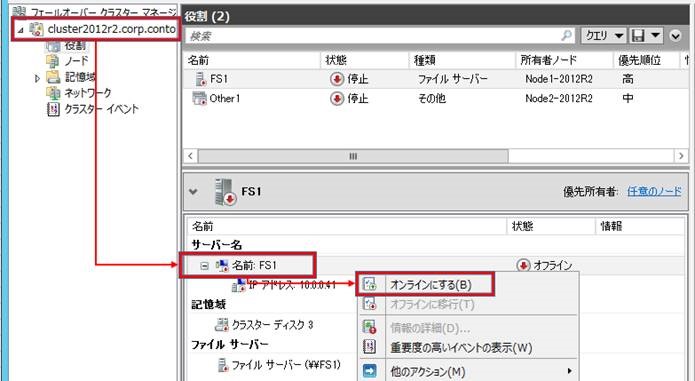 フェールオーバー クラスター マネージ
cluster2012r2.corp.conto
役割
ノード
記憶域
ネットワーク
クラスター イベント
役割 (2)
検索
クエリ
名前 状態 種類 所有者ノード 優先順位
FS1 停止 ファイル サーバー Node1-2012R2 高
Other1 停止 その他 Node2-2012R2 中
FS1 優先所有者: 任意のノード
名前 状態 情報
サーバー名
名前: FS1 オフライン
IP アドレス: 10.0.0.41
オンラインにする(B)
オフラインに移行(T)
記憶域
クラスター ディスク 3
情報の詳細(D)...
ファイル サーバー
重要度の高いイベントの表示(W)
ファイル サーバー (¥¥FS1)
他のアクション(M)